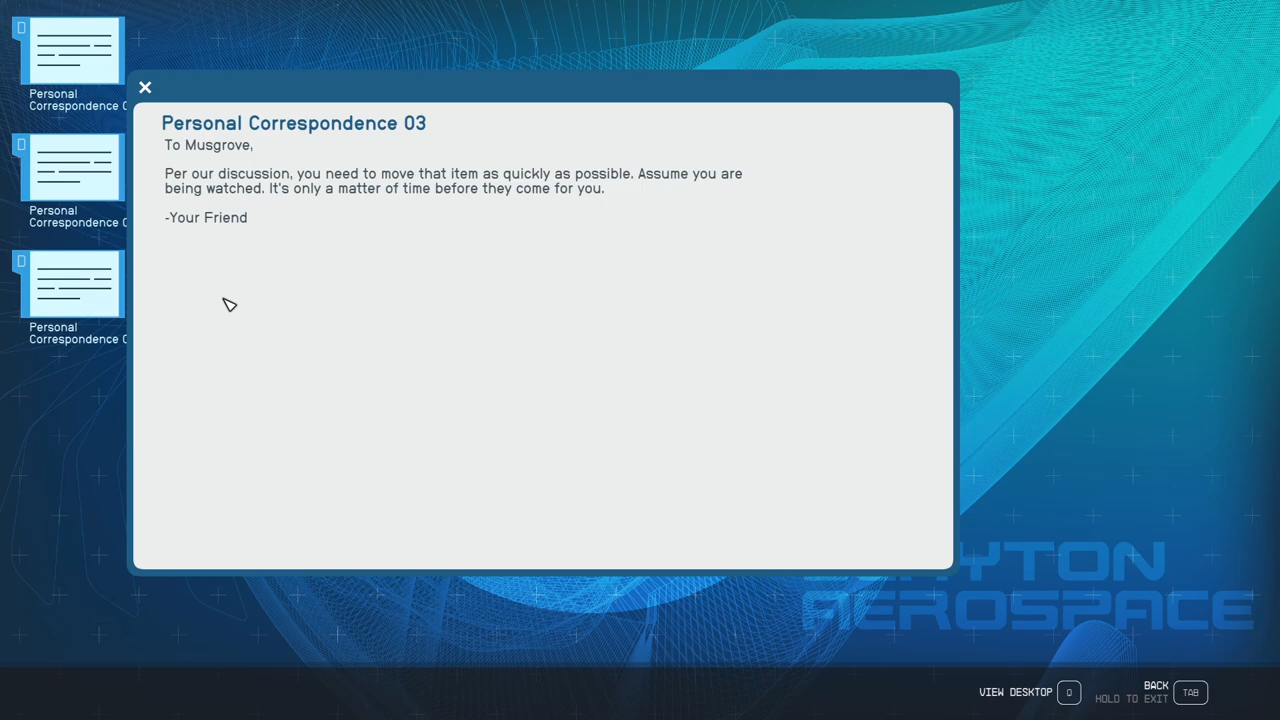 Personal
Correspondence
Personal
Correspondence
Personal
Correspondence
Personal Correspondence 03
To Musgrove,
Per our discussion, you need to move that item as quickly as possible. Assume you are
being watched. It's only a matter of time before they come for you.
-Your Friend
AEROSPACE
VIEW DESKTOP Q
BACK
HOLD TO EXIT TAB